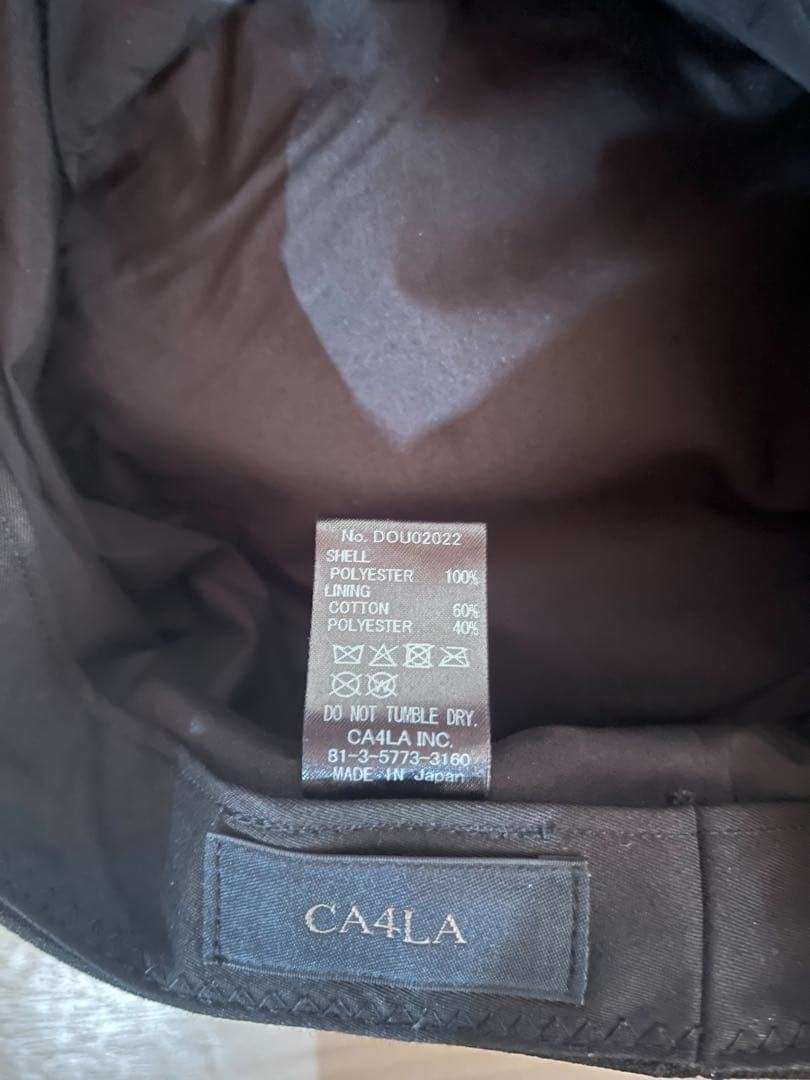 No. DOU02022
SHELL
POLYESTER 100%
LINING
COTTON 60%
POLYESTER 40%
DO NOT TUMBLE DRY.
CA4LA INC.
81-3-5773-3160
MADE IN Japan
CA4LA